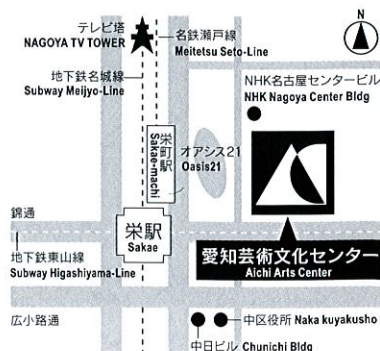 テレビ塔
NAGOYA TV TOWER
名鉄瀬戸線
Meitetsu Seto-Line
N
地下鉄名城線
Subway Meijyo-Line
NHK名古屋センタービル
NHK Nagoya Center Bldg
栄町駅
Sakae-machi
オアシス21
Oasis21
錦通
栄駅
Sakae
地下鉄東山線
Subway Higashiyama-Line
愛知芸術文化センター
Aichi Arts Center
広小路通
中区役所 Naka kuyakusho
中日ビル Chunichi Bldg